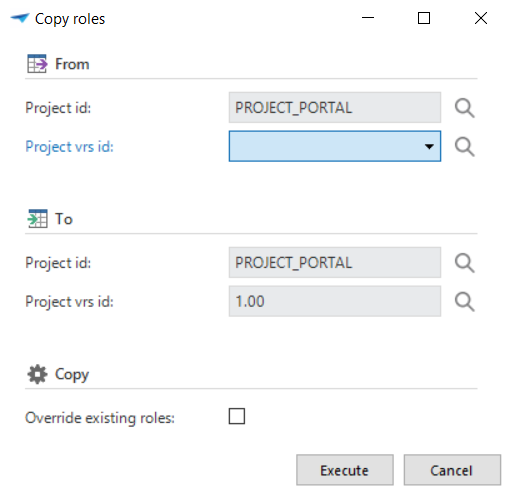 Copy roles
From
Project id: PROJECT_PORTAL
Project vrs id:
To
Project id: PROJECT_PORTAL
Project vrs id: 1.00
Copy
Override existing roles:
Execute Cancel